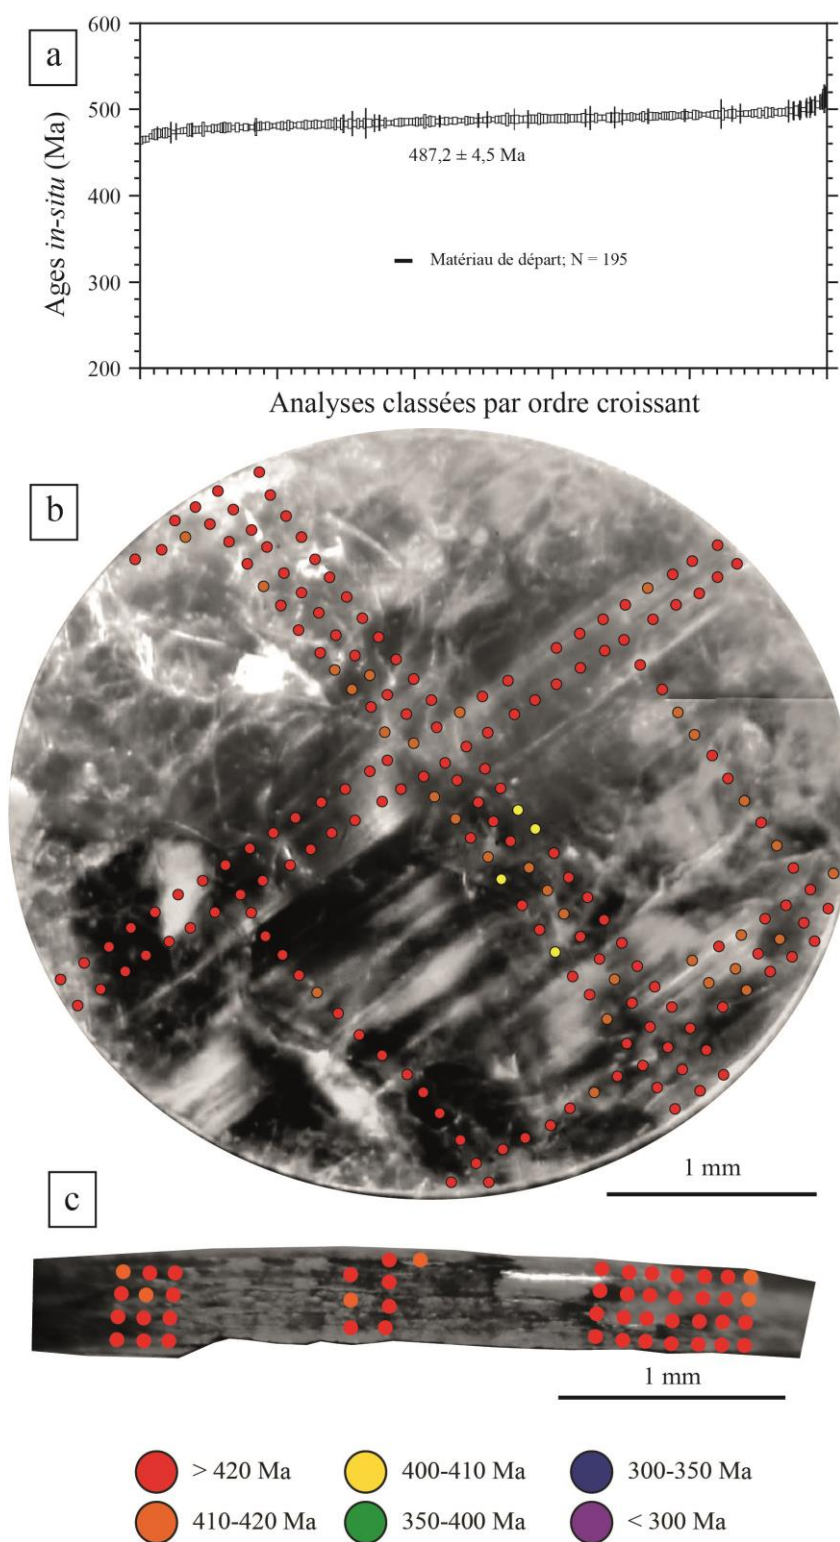 a
600
500
400
300
200
Ages in-situ (Ma)
487,2 ± 4,5 Ma
Matériau de départ; N = 195
Analyses classées par ordre croissant
b
1 mm
c
1 mm
> 420 Ma
400-410 Ma
300-350 Ma
410-420 Ma
350-400 Ma
< 300 Ma